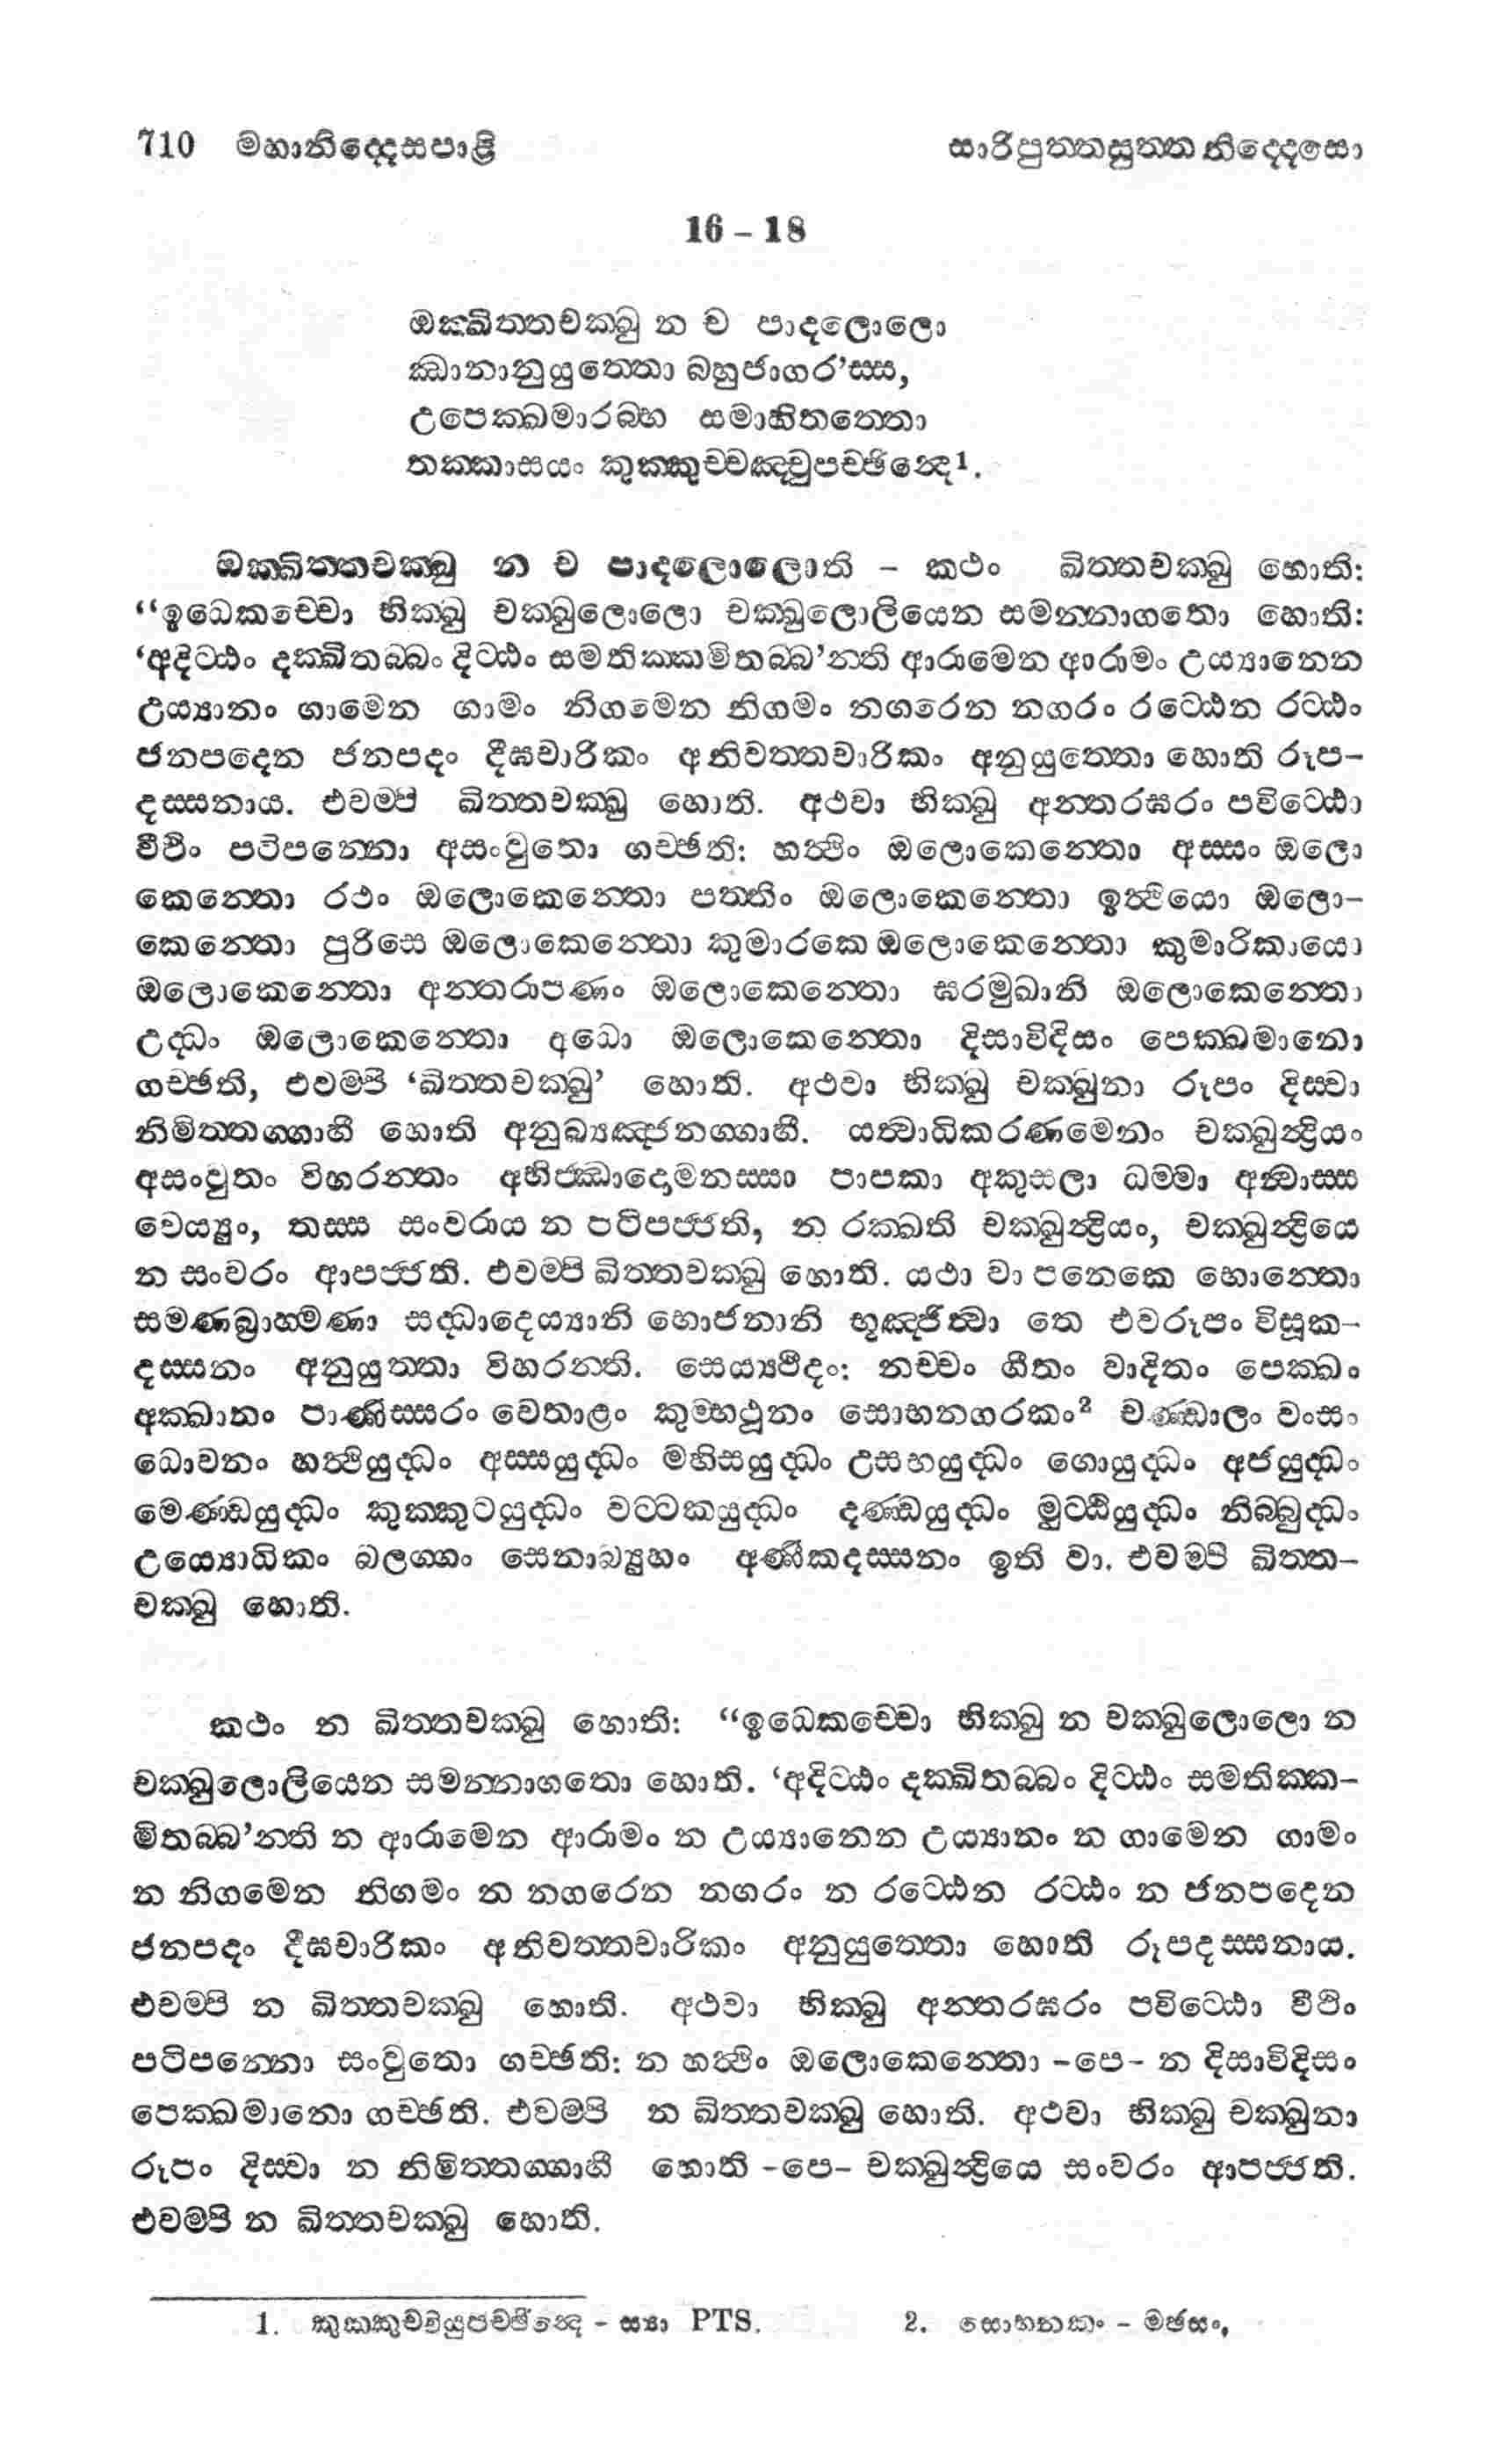 710 මහානිද්දෙසපාළි සාරිපුත්තසුත්ත නිද්දෙසො
16 – 18
ඔක්ඛිත්තචක්ඛු න ච පාදලොලො
ඣානානුයුත්තො බහුජාගර'ස්ස,
උපෙක්ඛමාරබ්භ සමාහිතත්තො
තක්කාසයං කුක්කුච්චඤ්චුපච්ඡින්දෙ¹.
ඔක්ඛිත්තචක්ඛු න ච පාදලොලොති – කථං ඛිත්තචක්ඛු හොති:
“ඉධෙකච්චො භික්ඛු චක්ඛුලොලො චක්ඛුලොලියෙන සමන්නාගතො හොති:
‘අදිට්ඨං දක්ඛිතබ්බං දිට්ඨං සමතික්කමිතබ්බ’න්ති ආරාමෙන ආරාමං උය්‍යානෙන
උය්‍යානං ගාමෙන ගාමං නිගමෙන නිගමං නගරෙන නගරං රට්ඨෙන රට්ඨං
ජනපදෙන ජනපදං දීඝචාරිකං අනිවත්තචාරිකං අනුයුත්තො හොති රූප-
දස්සනාය. එවම්පි ඛිත්තචක්ඛු හොති. අථවා භික්ඛු අන්තරඝරං පවිට්ඨො
වීථිං පටිපන්නො අසංවුතො ගච්ඡති: හත්ථිං ඔලොකෙන්තො අස්සං ඔලො
කෙන්තො රථං ඔලොකෙන්තො පත්තිං ඔලොකෙන්තො ඉත්ථියො ඔලො-
කෙන්තො පුරිසෙ ඔලොකෙන්තො කුමාරකෙ ඔලොකෙන්තො කුමාරිකායො
ඔලොකෙන්තො අන්තරාපණං ඔලොකෙන්තො ඝරමුඛානි ඔලොකෙන්තො
උද්ධං ඔලොකෙන්තො අධො ඔලොකෙන්තො දිසාවිදිසං පෙක්ඛමානො
ගච්ඡති, එවම්පි ‘ඛිත්තචක්ඛු’ හොති. අථවා භික්ඛු චක්ඛුනා රූපං දිස්වා
නිමිත්තග්ගාහී හොති අනුබ්‍යඤ්ජනග්ගාහී. යත්වාධිකරණමෙනං චක්ඛුන්ද්‍රියං
අසංවුතං විහරන්තං අභිජ්ඣාදොමනස්සා පාපකා අකුසලා ධම්මා අන්වාස්ස
වෙය්‍යුං, තස්ස සංවරාය න පටිපජ්ජති, න රක්ඛති චක්ඛුන්ද්‍රියං, චක්ඛුන්ද්‍රියෙ
න සංවරං ආපජ්ජති. එවම්පි ඛිත්තචක්ඛු හොති. යථා වා පනෙකෙ භොන්තො
සමණබ්‍රාහ්මණා සද්ධාදෙය්‍යානි භොජනානි භුඤ්ජිත්වා තෙ එවරූපං විසූක-
දස්සනං අනුයුත්තා විහරන්ති. සෙය්‍යථිදං: නච්චං ගීතං වාදිතං පෙක්ඛං
අක්ඛානං පාණිස්සරං වෙතාළං කුම්භථූනං සොභනගරකං² චණ්ඩාලං වංසං
ධොවනං හත්ථියුද්ධං අස්සයුද්ධං මහිසයුද්ධං උසභයුද්ධං ගොයුද්ධං අජයුද්ධං
මෙණ්ඩයුද්ධං කුක්කුටයුද්ධං වට්ටකයුද්ධං දණ්ඩයුද්ධං මුට්ඨියුද්ධං නිබ්බුද්ධං
උය්‍යොධිකං බලග්ගං සෙනාබ්‍යූහං අණීකදස්සනං ඉති වා. එවම්පි ඛිත්ත-
චක්ඛු හොති.
කථං න ඛිත්තචක්ඛු හොති: “ඉධෙකච්චො භික්ඛු න චක්ඛුලොලො න
චක්ඛුලොලියෙන සමන්නාගතො හොති. ‘අදිට්ඨං දක්ඛිතබ්බං දිට්ඨං සමතික්ක-
මිතබ්බ’න්ති න ආරාමෙන ආරාමං න උය්‍යානෙන උය්‍යානං න ගාමෙන ගාමං
න නිගමෙන නිගමං න නගරෙන නගරං න රට්ඨෙන රට්ඨං න ජනපදෙන
ජනපදං දීඝචාරිකං අනිවත්තචාරිකං අනුයුත්තො හොති රූපදස්සනාය.
එවම්පි න ඛිත්තචක්ඛු හොති. අථවා භික්ඛු අන්තරඝරං පවිට්ඨො වීථිං
පටිපන්නො සංවුතො ගච්ඡති: න හත්ථිං ඔලොකෙන්තො -පෙ- න දිසාවිදිසං
පෙක්ඛමානො ගච්ඡති. එවම්පි න ඛිත්තචක්ඛු හොති. අථවා භික්ඛු චක්ඛුනා
රූපං දිස්වා න නිමිත්තග්ගාහී හොති -පෙ- චක්ඛුන්ද්‍රියෙ සංවරං ආපජ්ජති.
එවම්පි න ඛිත්තචක්ඛු හොති.
1. කුක්කුච්චියූපච්ඡින්දෙ – ස්‍යා PTS. 2. සොභනකං – මඡසං,